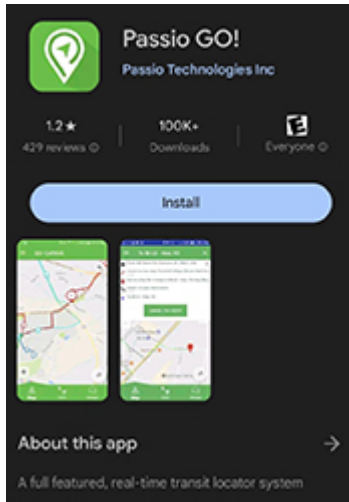 Passio GO!
Passio Technologies Inc
1.2★
429 reviews
100K+
Downloads
E
Everyone
Install
About this app
A full featured, real-time transit locator system